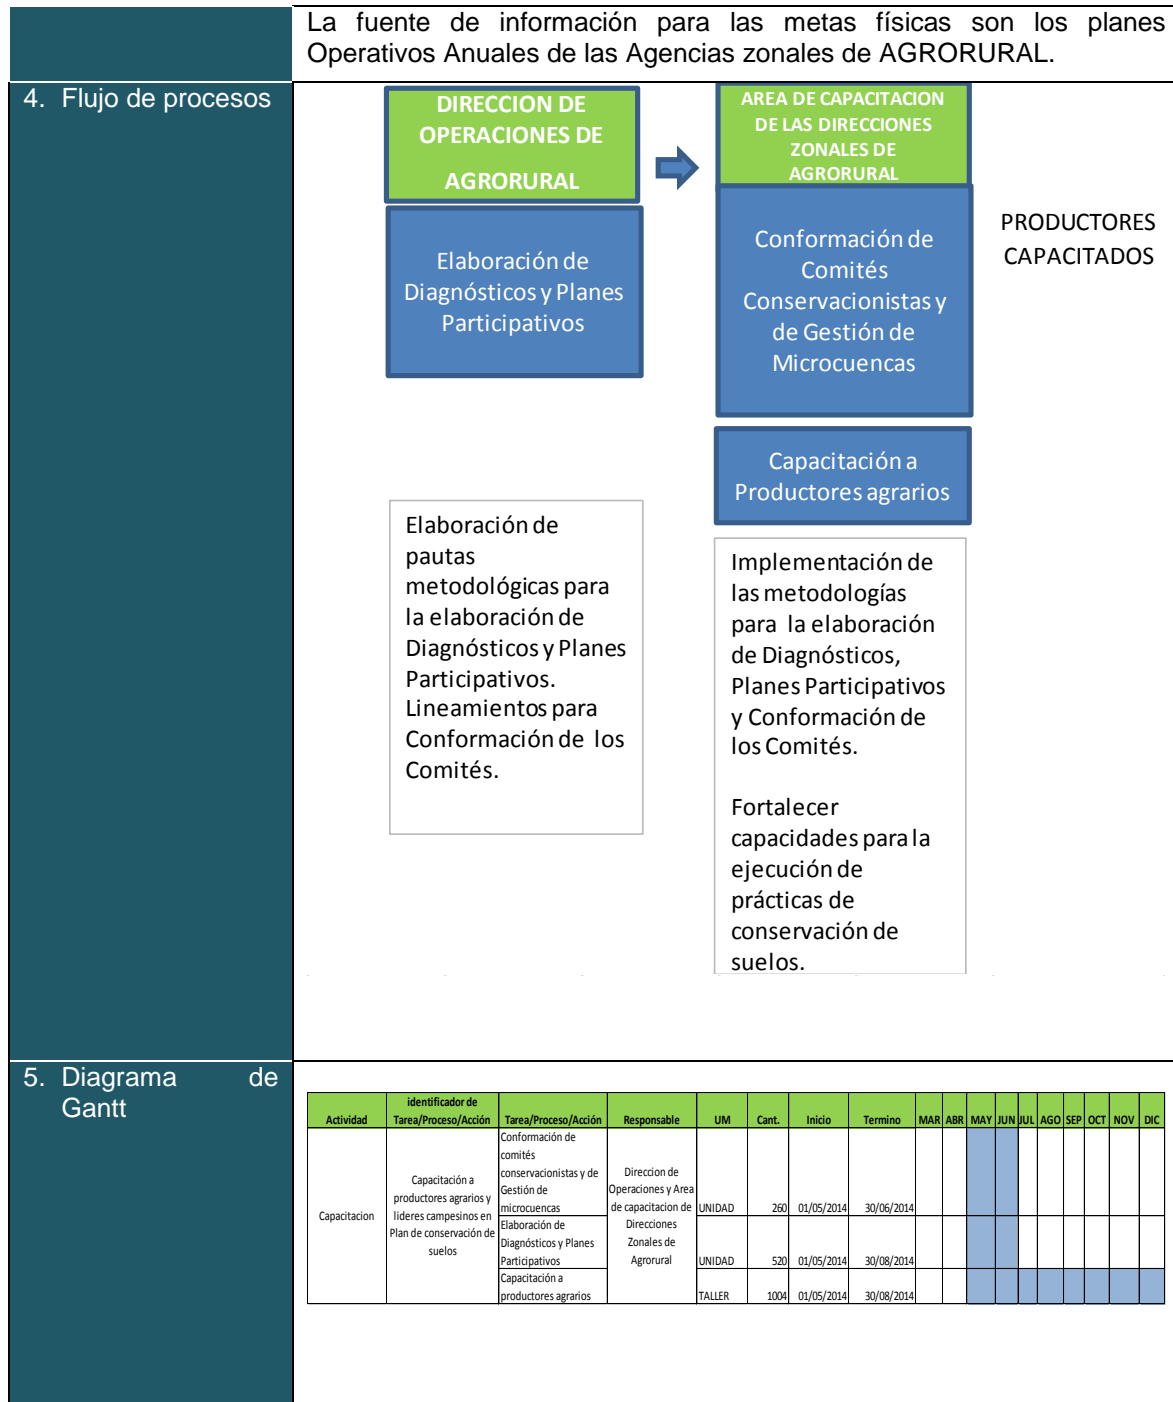 La fuente de información para las metas físicas son los planes
Operativos Anuales de las Agencias zonales de AGRORURAL.
4. Flujo de procesos
DIRECCION DE
OPERACIONES DE
AGRORURAL
Elaboración de
Diagnósticos y Planes
Participativos
Elaboración de
pautas
metodológicas para
la elaboración de
Diagnósticos y Planes
Participativos.
Lineamientos para
Conformación de los
Comités.
AREA DE CAPACITACION
DE LAS DIRECCIONES
ZONALES DE
AGRORURAL
Conformación de
Comités
Conservacionistas y
de Gestión de
Microcuencas
Capacitación a
Productores agrarios
Implementación de
las metodologías
para la elaboración
de Diagnósticos,
Planes Participativos
y Conformación de
los Comités.
Fortalecer
capacidades para la
ejecución de
prácticas de
conservación de
suelos.
PRODUCTORES
CAPACITADOS
5. Diagrama de
Gantt
Actividad
identificador de
Tarea/Proceso/Acción
Tarea/Proceso/Acción
Responsable
UM
Cant.
Inicio
Termino
MAR ABR MAY JUN JUL AGO SEP OCT NOV DIC
Capacitacion
Capacitación a
productores agrarios y
lideres campesinos en
Plan de conservación de
suelos
Conformación de
comités
conservacionistas y de
Gestión de
microcuencas
Direccion de
Operaciones y Area
de capacitacion de
Direcciones
Zonales de
Agrorural
UNIDAD 260 01/05/2014 30/06/2014
Elaboración de
Diagnósticos y Planes
Participativos
UNIDAD 520 01/05/2014 30/08/2014
Capacitación a
productores agrarios
TALLER 1004 01/05/2014 30/08/2014